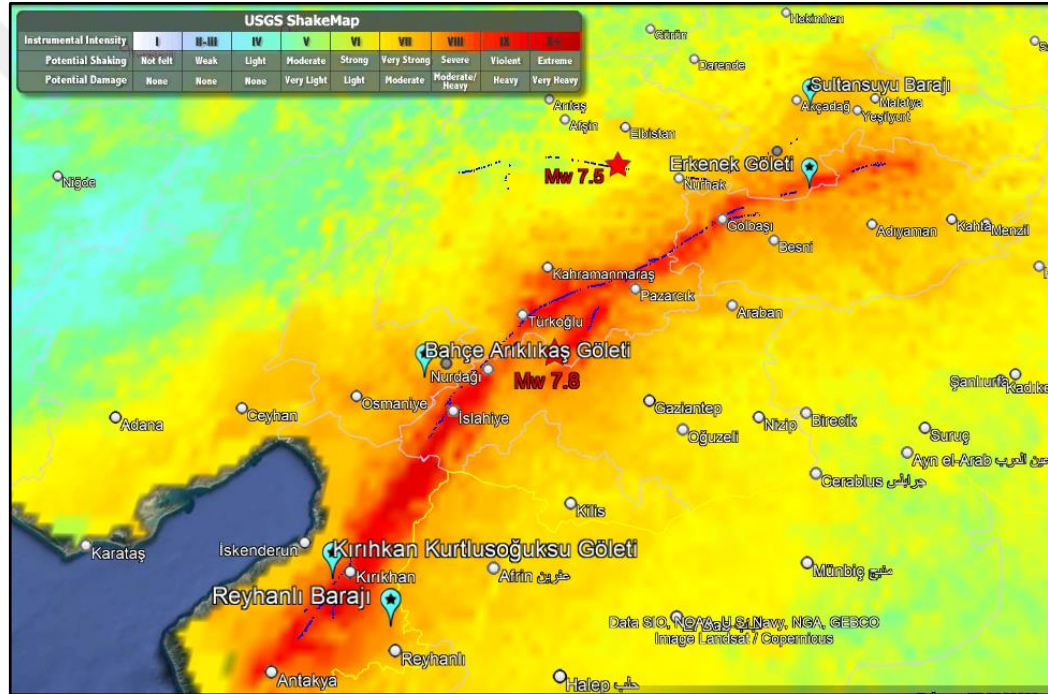 USGS ShakeMap
Instrumental Intensity I II-III IV V VI VII VIII IX X+
Potential Shaking Not felt Weak Light Moderate Strong Very Strong Severe Violent Extreme
Potential Damage None None None Very Light Light Moderate Moderate/Heavy Heavy Very Heavy
Hekimhan
Gürün
Darende
Sultansuyu Barajı
Akçadağ
Malatya
Yeşilyurt
Arıtaş
Afşin
Elbistan
Niğde
Mw 7.5
Erkenek Göleti
Nurhak
Gölbaşı
Adıyaman
Kahta
Menzil
Besni
Kahramanmaraş
Pazarcık
Araban
Türkoğlu
Bahçe Arıklıkaş Göleti
Nurdağı
Mw 7.8
Şanlıurfa
Osmaniye
Ceyhan
Adana
İslahiye
Gaziantep
Nizip
Birecik
Oğuzeli
Suruç
Ayn el-Arab عين العرب
Cerablus جرابلس
Kilis
Karataş
İskenderun
Kırıhkan Kurtlusoğuksu Göleti
Kırıkhan
Afrin عفرين
Münbiç منبج
Reyhanlı Barajı
Data SIO, NOAA, U.S. Navy, NGA, GEBCO
Image Landsat / Copernicus
Reyhanlı
Antakya
Halep حلب